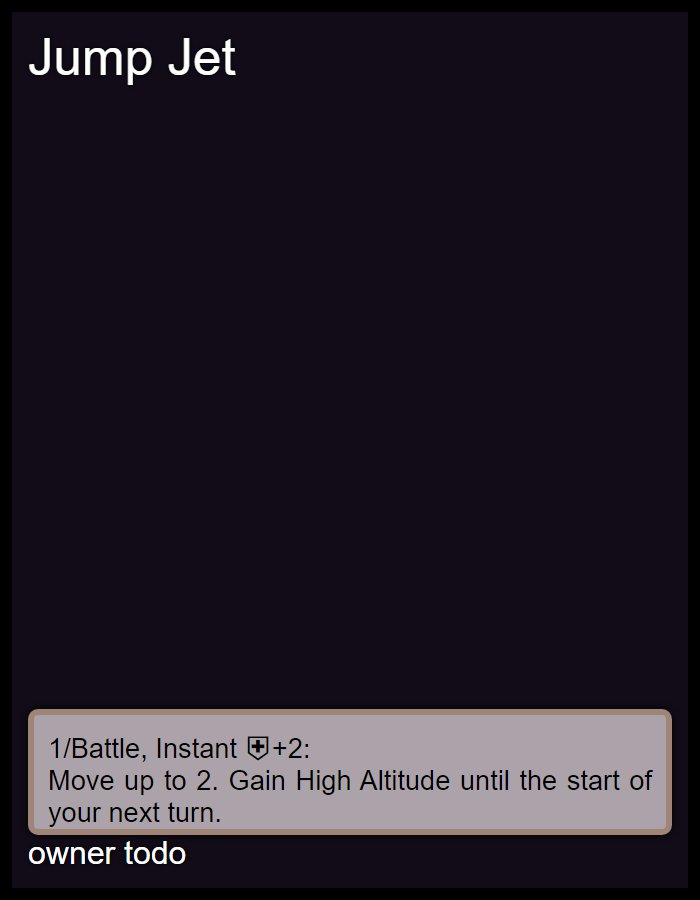 Jump Jet
1/Battle, Instant ⛨+2:
Move up to 2. Gain High Altitude until the start of
your next turn.
owner todo